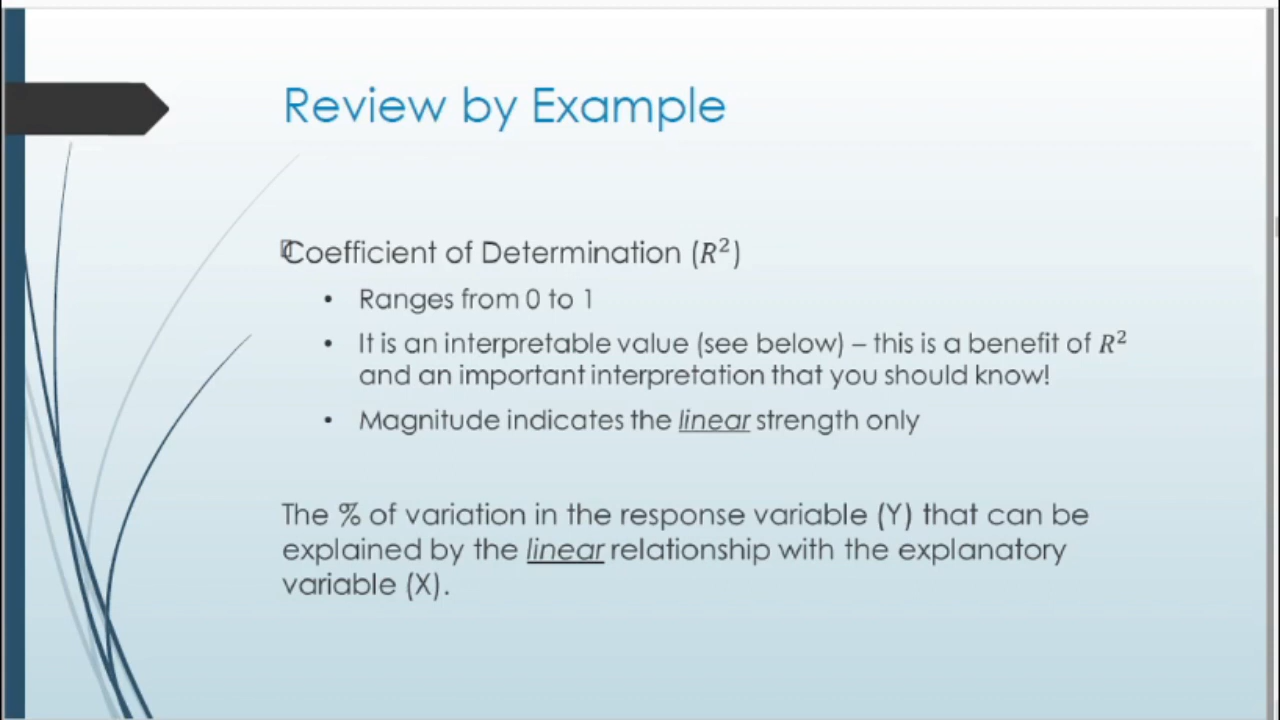 Review by Example
Coefficient of Determination (𝑅²)
• Ranges from 0 to 1
• It is an interpretable value (see below) – this is a benefit of 𝑅²
and an important interpretation that you should know!
• Magnitude indicates the linear strength only
The % of variation in the response variable (Y) that can be
explained by the linear relationship with the explanatory
variable (X).